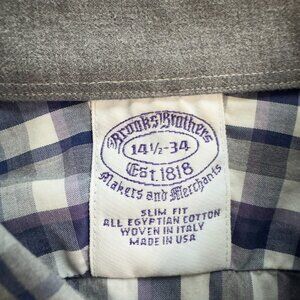 Brooks Brothers
14½-34
Est. 1818
Makers and Merchants
SLIM FIT
ALL EGYPTIAN COTTON
WOVEN IN ITALY
MADE IN USA